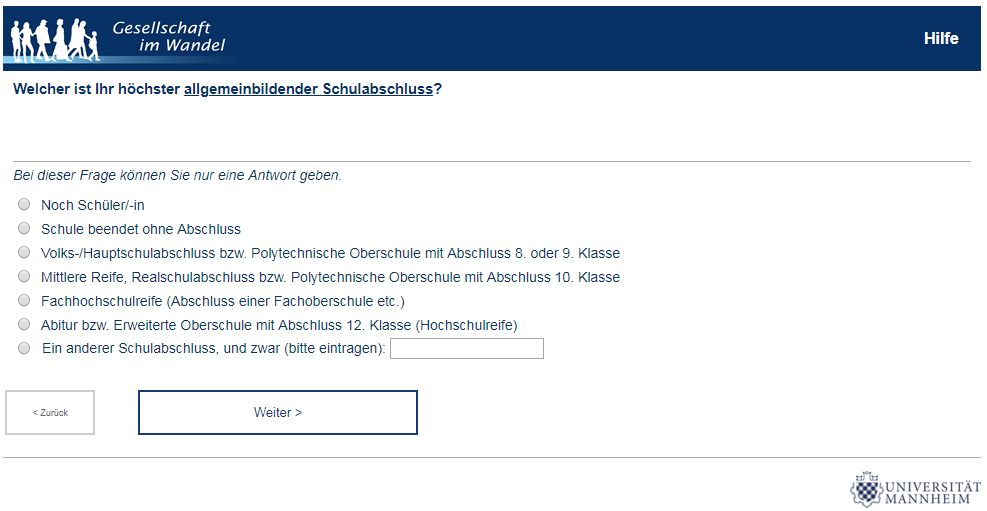 Gesellschaft
im Wandel
Hilfe
Welcher ist Ihr höchster allgemeinbildender Schulabschluss?
Bei dieser Frage können Sie nur eine Antwort geben.
Noch Schüler/-in
Schule beendet ohne Abschluss
Volks-/Hauptschulabschluss bzw. Polytechnische Oberschule mit Abschluss 8. oder 9. Klasse
Mittlere Reife, Realschulabschluss bzw. Polytechnische Oberschule mit Abschluss 10. Klasse
Fachhochschulreife (Abschluss einer Fachoberschule etc.)
Abitur bzw. Erweiterte Oberschule mit Abschluss 12. Klasse (Hochschulreife)
Ein anderer Schulabschluss, und zwar (bitte eintragen):
< Zurück
Weiter >
UNIVERSITÄT
MANNHEIM